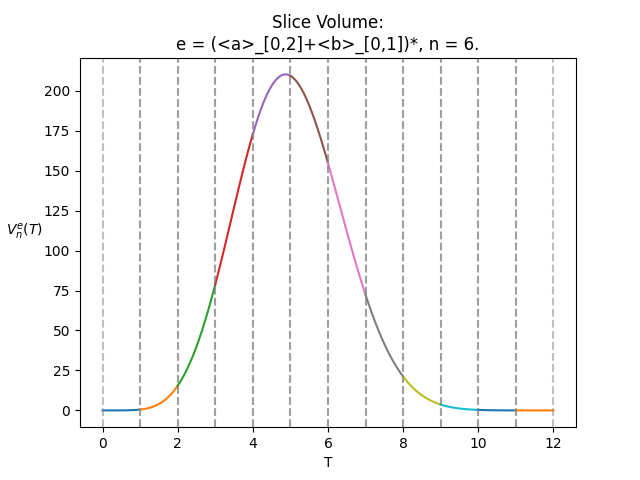 Slice Volume:
e = (<a>_[0,2]+<b>_[0,1])*, n = 6.
200
175
150
125
100
75
50
25
0
V_n^e(T)
0 2 4 6 8 10 12
T